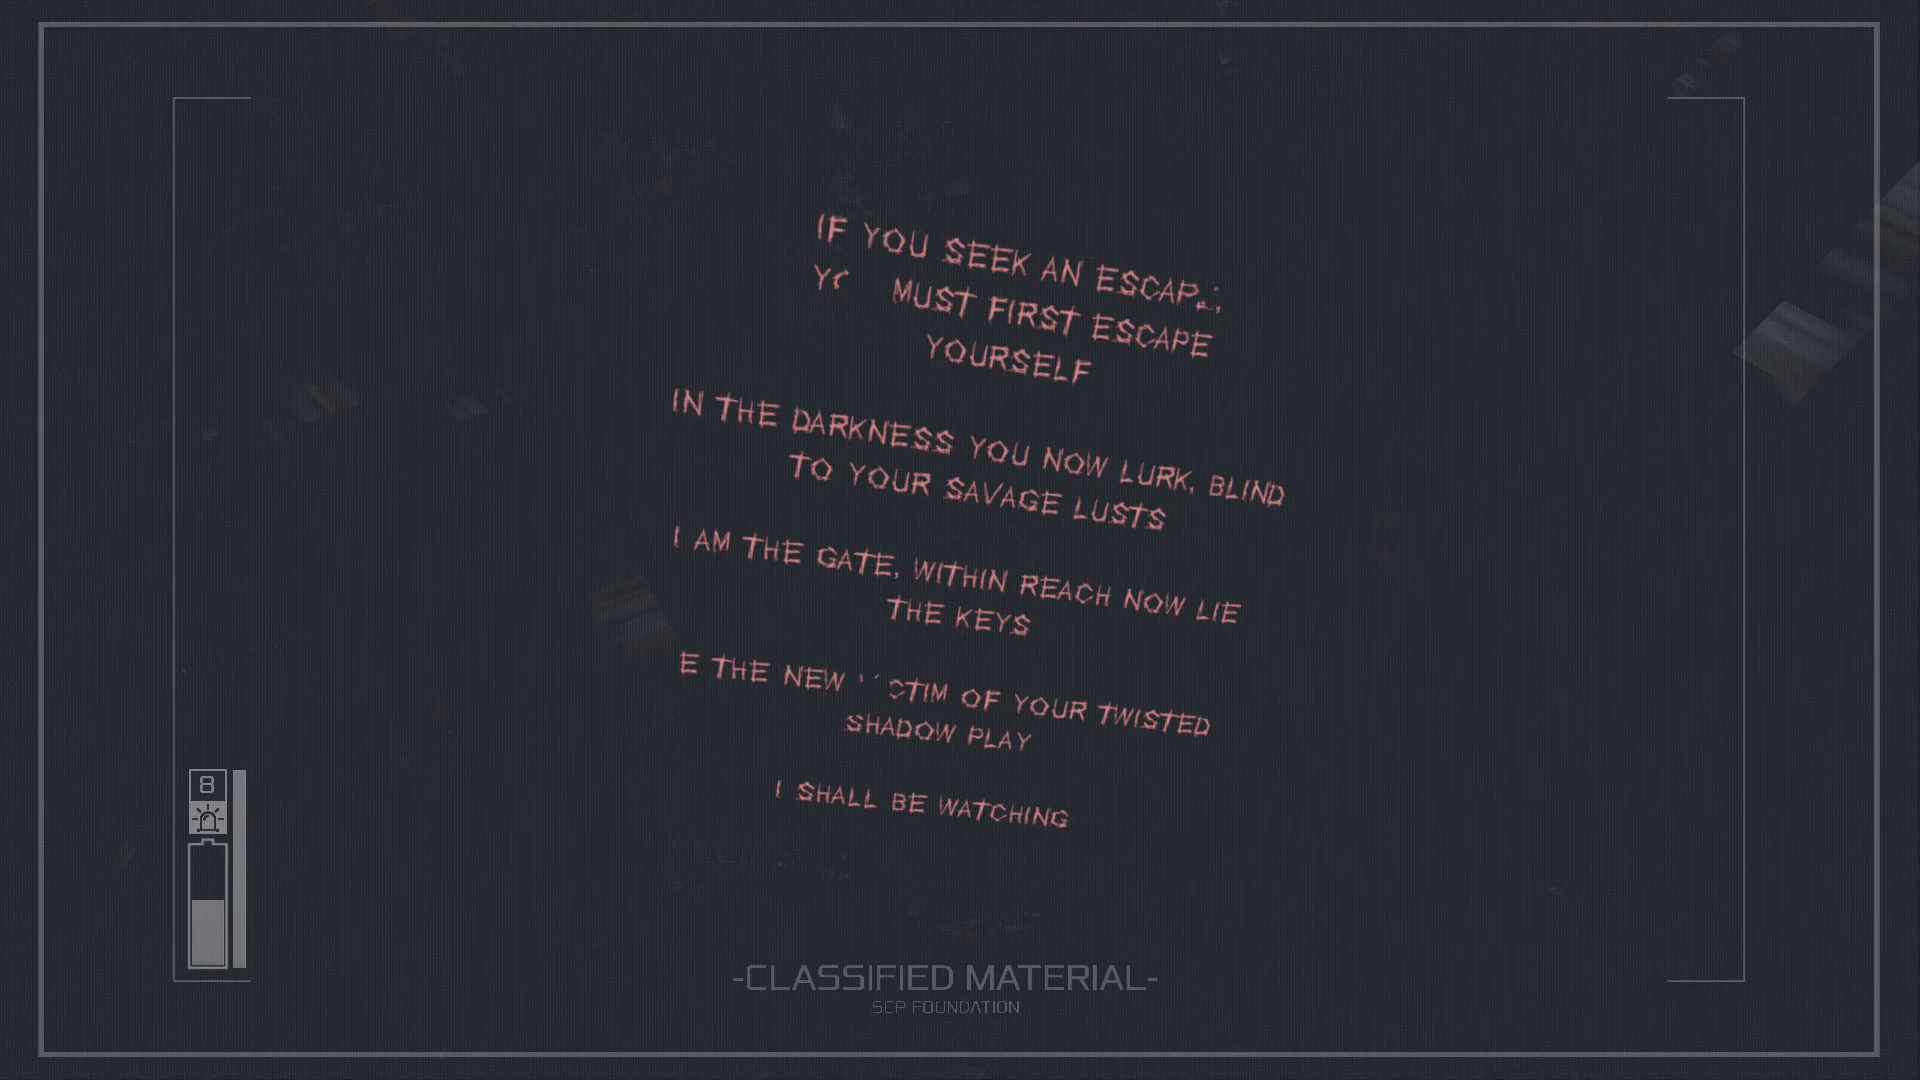 IF YOU SEEK AN
MUST FIRST ESCAPE
YOURSELF
IN THE DARKNESS YOU NOW LURK, BLIND
TO YOUR SAVAGE LUSTS
I AM THE GATE, WITHIN REACH NOW LIE
THE KEYS
THE NEW OF YOUR TWISTED
SHADOW PLAY
I SHALL BE WATCHING
8
-CLASSIFIED MATERIAL-
SCP FOUNDATION